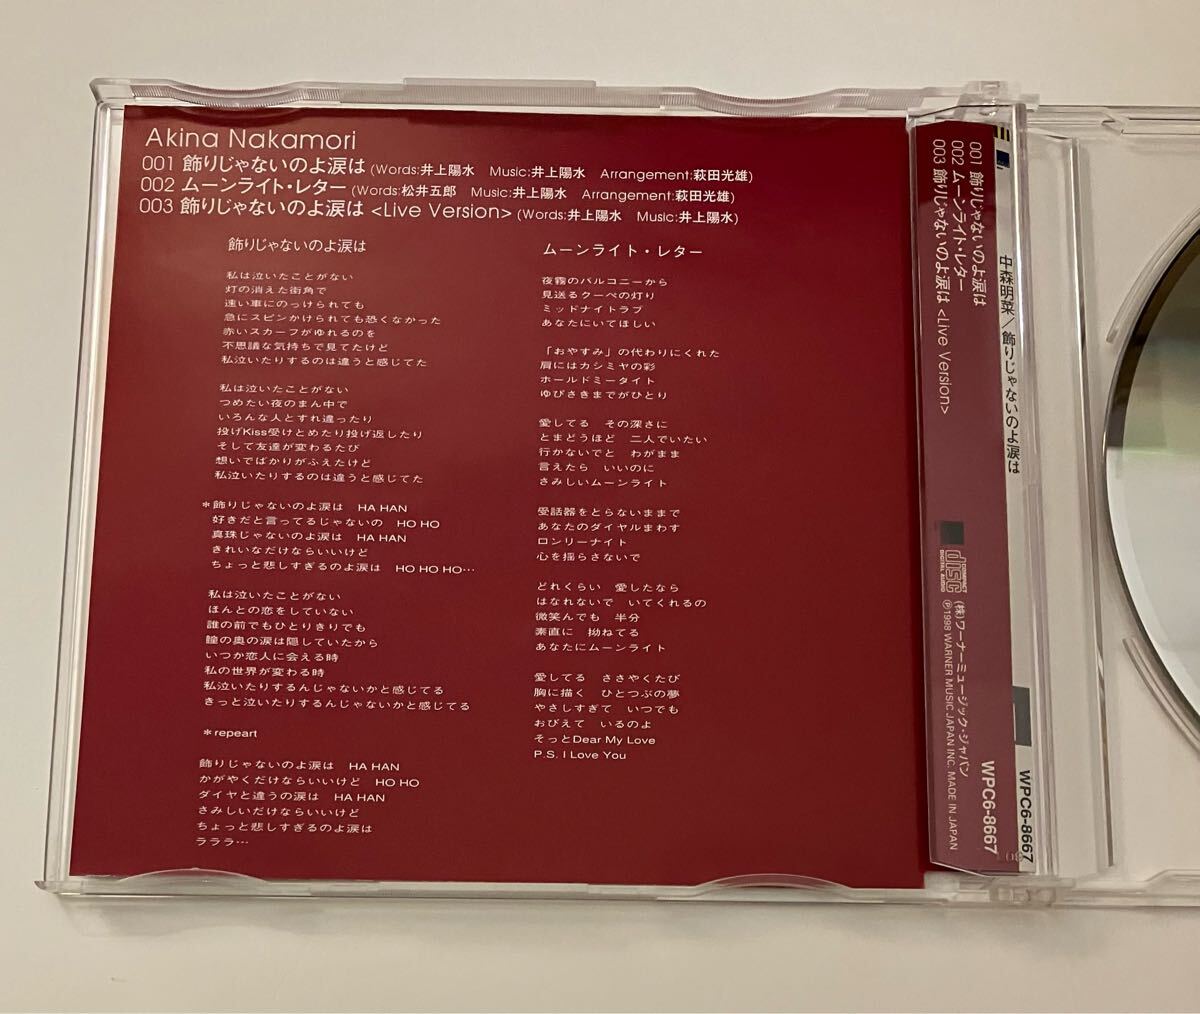 Akina Nakamori
001 飾りじゃないのよ涙は (Words:井上陽水 Music:井上陽水 Arrangement:萩田光雄)
002 ムーンライト・レター (Words:松井五郎 Music:井上陽水 Arrangement:萩田光雄)
003 飾りじゃないのよ涙は <Live Version> (Words:井上陽水 Music:井上陽水)
飾りじゃないのよ涙は
私は泣いたことがない
灯の消えた街角で
速い車にのっけられても
急にスピンかけられても恐くなかった
赤いスカーフがゆれるのを
不思議な気持ちで見てたけど
私泣いたりするのは違うと感じてた
私は泣いたことがない
つめたい夜のまん中で
いろんな人とすれ違ったり
投げKiss受けとめたり投げ返したり
そして友達が変わるたび
想いでばかりがふえたけど
私泣いたりするのは違うと感じてた
*飾りじゃないのよ涙は HA HAN
好きだと言ってるじゃないの HO HO
真珠じゃないのよ涙は HA HAN
きれいなだけならいいけど
ちょっと悲しすぎるのよ涙は HO HO HO…
私は泣いたことがない
ほんとの恋をしていない
誰の前でもひとりきりでも
瞳の奥の涙は隠していたから
いつか恋人に会える時
私の世界が変わる時
私泣いたりするんじゃないかと感じてる
きっと泣いたりするんじゃないかと感じてる
*repeart
飾りじゃないのよ涙は HA HAN
かがやくだけならいいけど HO HO
ダイヤと違うの涙は HA HAN
さみしいだけならいいけど
ちょっと悲しすぎるのよ涙は
ラララ…
ムーンライト・レター
夜霧のバルコニーから
見送るクーペの灯り
ミッドナイトラブ
あなたにいてほしい
「おやすみ」の代わりにくれた
肩にはカシミヤの彩
ホールドミータイト
ゆびさきまでがひとり
愛してる その深さに
とまどうほど 二人でいたい
行かないでと わがまま
言えたら いいのに
さみしいムーンライト
受話器をとらないままで
あなたのダイヤルまわす
ロンリーナイト
心を揺らさないで
どれくらい 愛したなら
はなれないで いてくれるの
微笑んでも 半分
素直に 拗ねてる
あなたにムーンライト
愛してる ささやくたび
胸に描く ひとつぶの夢
やさしすぎて いつでも
おびえて いるのよ
そっとDear My Love
P.S. I Love You
001 飾りじゃないのよ涙は
002 ムーンライト・レター
003 飾りじゃないのよ涙は <Live Version>
COMPACT
disc
DIGITAL AUDIO
(株)ワーナーミュージック・ジャパン
℗1998 WARNER MUSIC JAPAN INC. MADE IN JAPAN
WPC6-8667
中森明菜/飾りじゃないのよ涙は
WPC6-8667